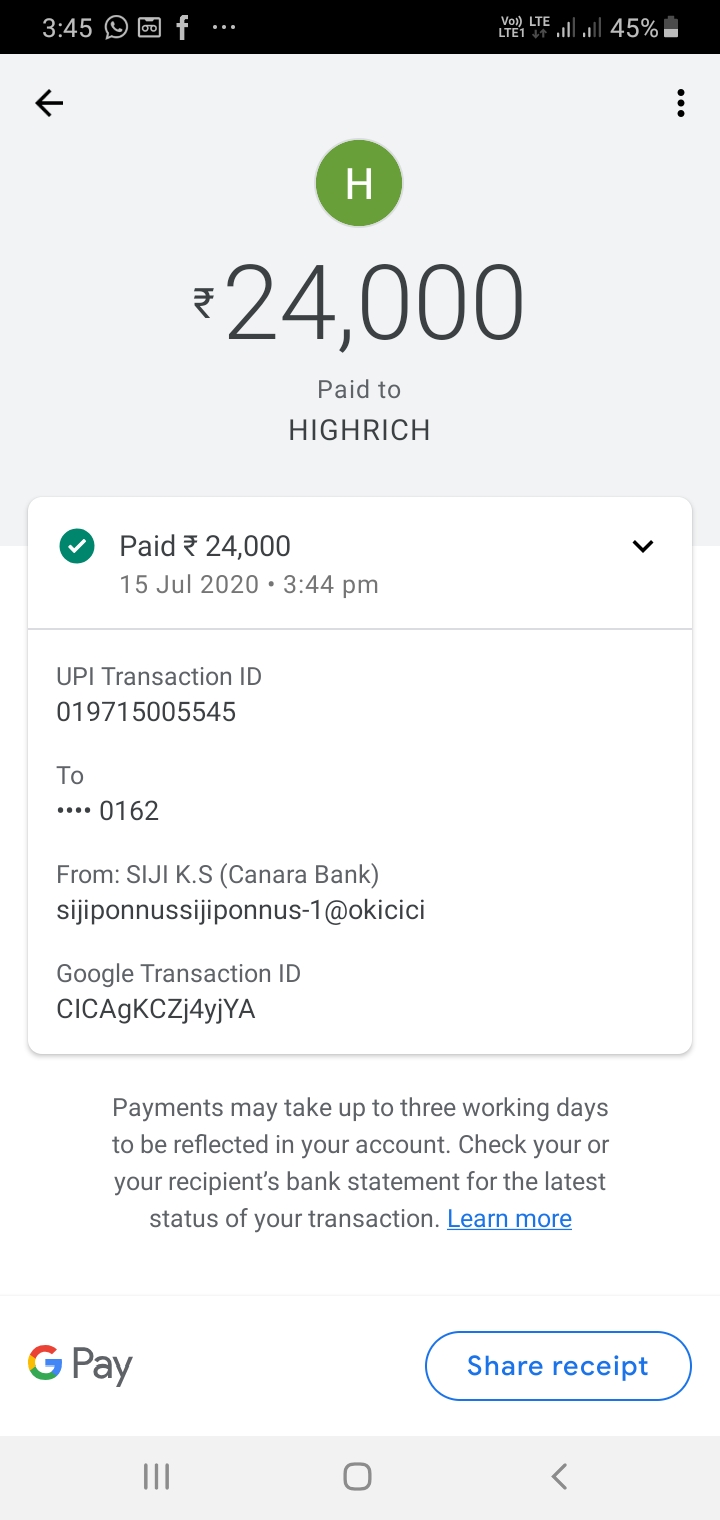 3:45
Vo)) LTE
LTE1
45%
H
₹24,000
Paid to
HIGHRICH
Paid ₹ 24,000
15 Jul 2020 • 3:44 pm
UPI Transaction ID
019715005545
To
•••• 0162
From: SIJI K.S (Canara Bank)
sijiponnussijiponnus-1@okicici
Google Transaction ID
CICAgKCZj4yjYA
Payments may take up to three working days
to be reflected in your account. Check your or
your recipient's bank statement for the latest
status of your transaction. Learn more
G Pay
Share receipt